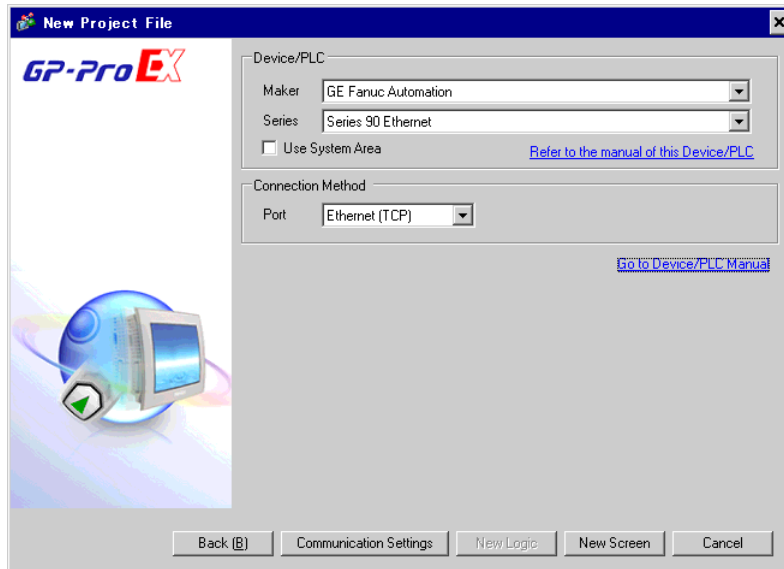 New Project File
GP-Pro EX
Device/PLC
Maker GE Fanuc Automation
Series Series 90 Ethernet
Use System Area Refer to the manual of this Device/PLC
Connection Method
Port Ethernet (TCP)
Go to Device/PLC Manual
Back (B) Communication Settings New Logic New Screen Cancel